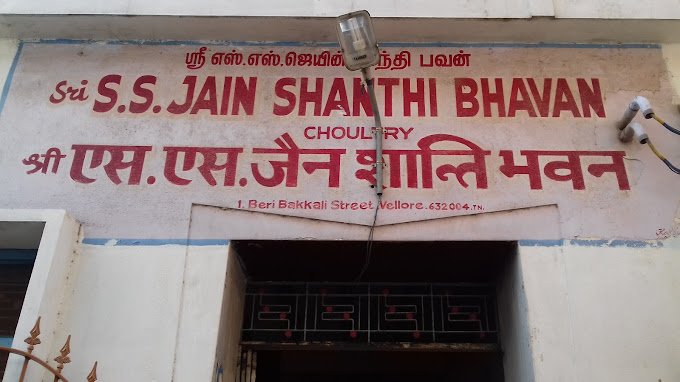 ஸ்ரீ எஸ்.எஸ்.ஜெயின் பவன்
Sri S.S. JAIN SHANTHI BHAVAN
CHOULTRY
श्री एस.एस.जैन शान्ति भवन
1. Beri Bakkali Street, Vellore. 632004. TN.